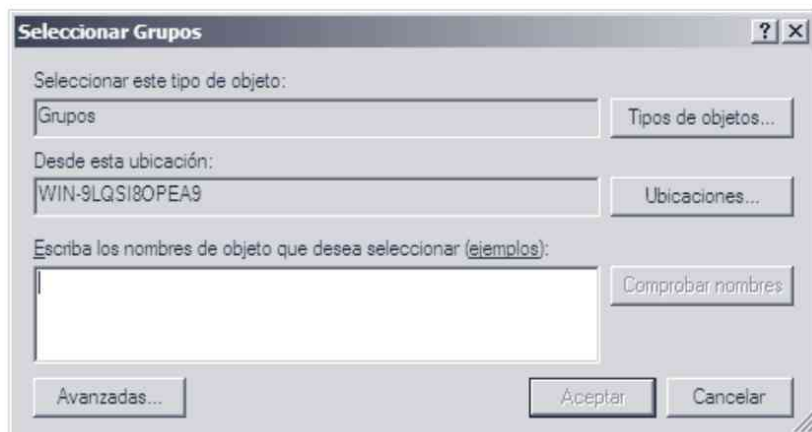 Seleccionar Grupos
Seleccionar este tipo de objeto:
Grupos
Tipos de objetos...
Desde esta ubicación:
WIN-9LQSI8OPEA9
Ubicaciones...
Escriba los nombres de objeto que desea seleccionar (ejemplos):
Comprobar nombres
Avanzadas...
Aceptar
Cancelar